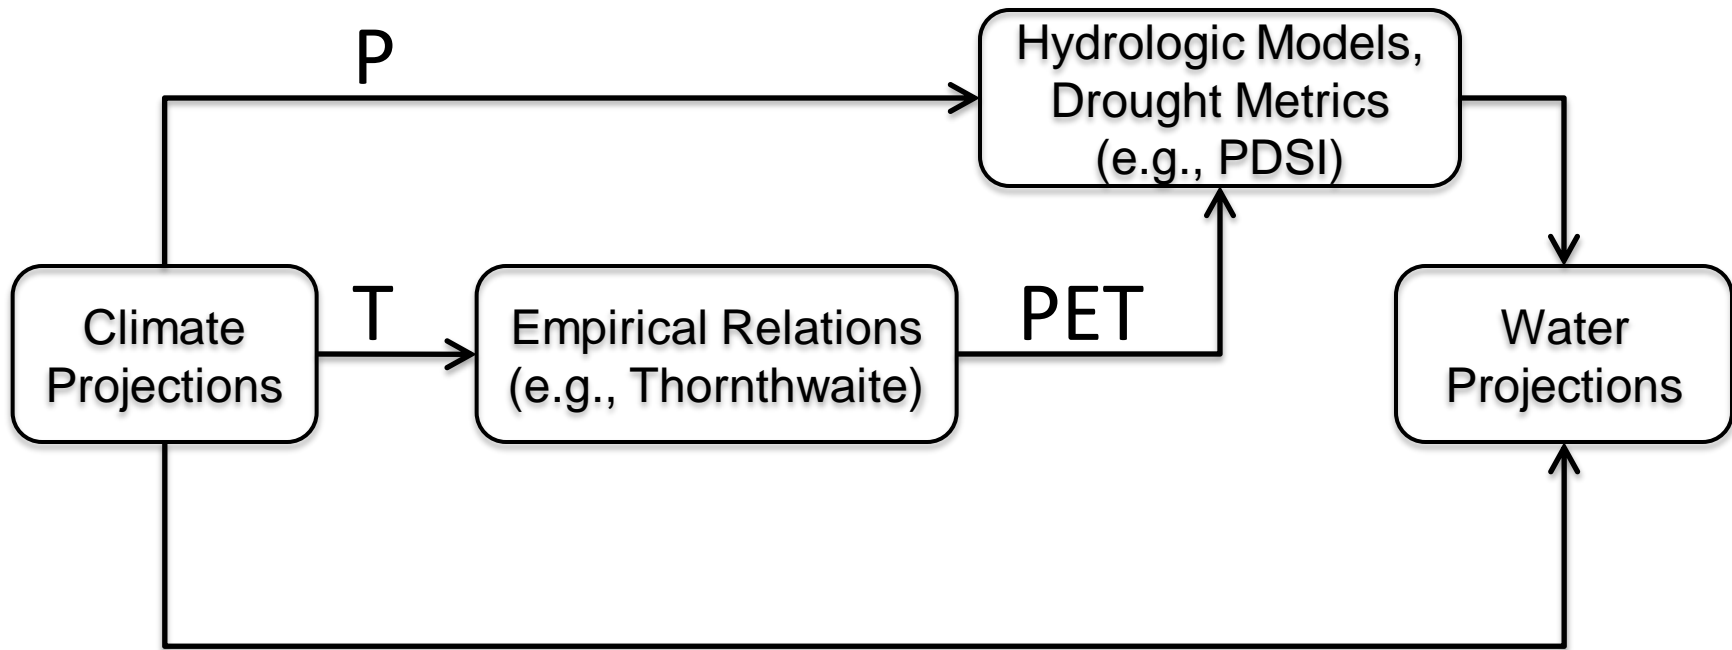 P
Hydrologic Models,
Drought Metrics
(e.g., PDSI)
Climate
Projections
T
Empirical Relations
(e.g., Thornthwaite)
PET
Water
Projections